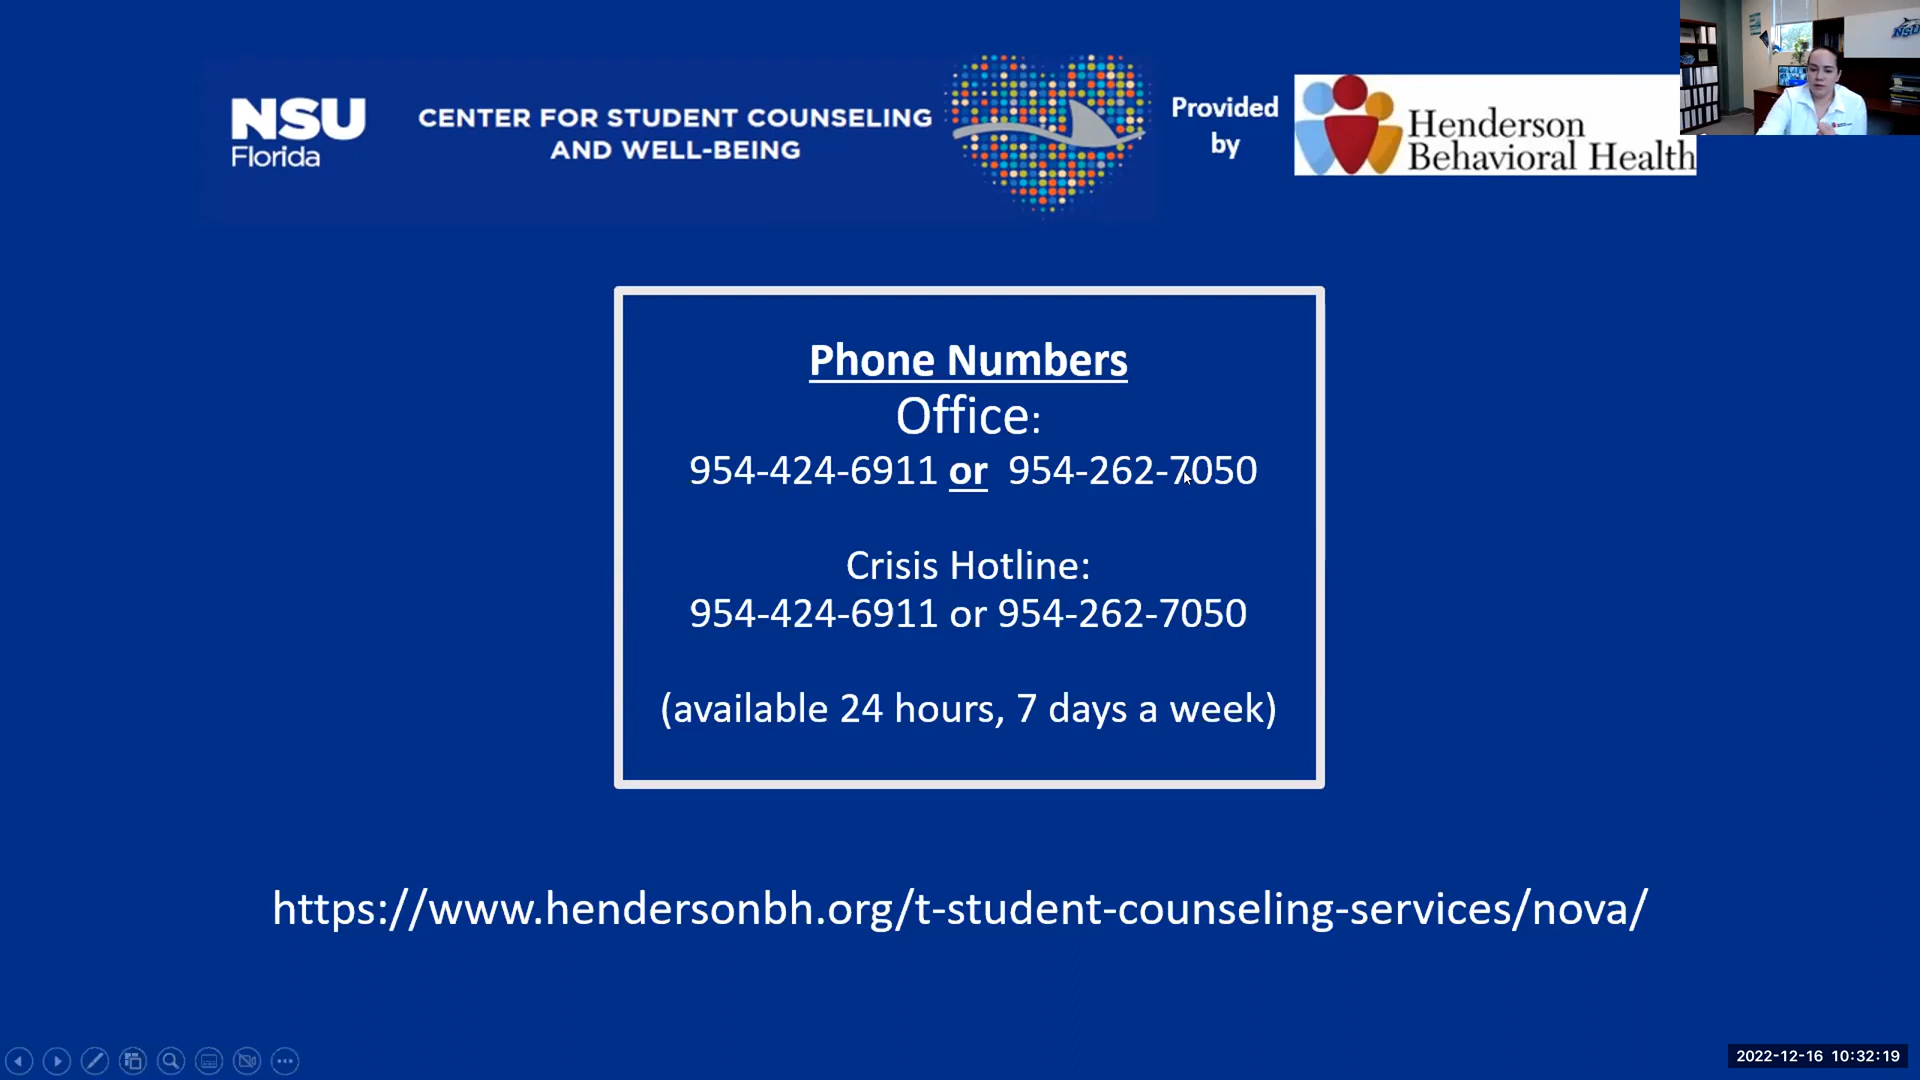 NSU
Florida
CENTER FOR STUDENT COUNSELING
AND WELL-BEING
Provided
by
Henderson
Behavioral Health
NSU
Phone Numbers
Office:
954-424-6911 or 954-262-7050
Crisis Hotline:
954-424-6911 or 954-262-7050
(available 24 hours, 7 days a week)
https://www.hendersonbh.org/t-student-counseling-services/nova/
2022-12-16 10:32:19